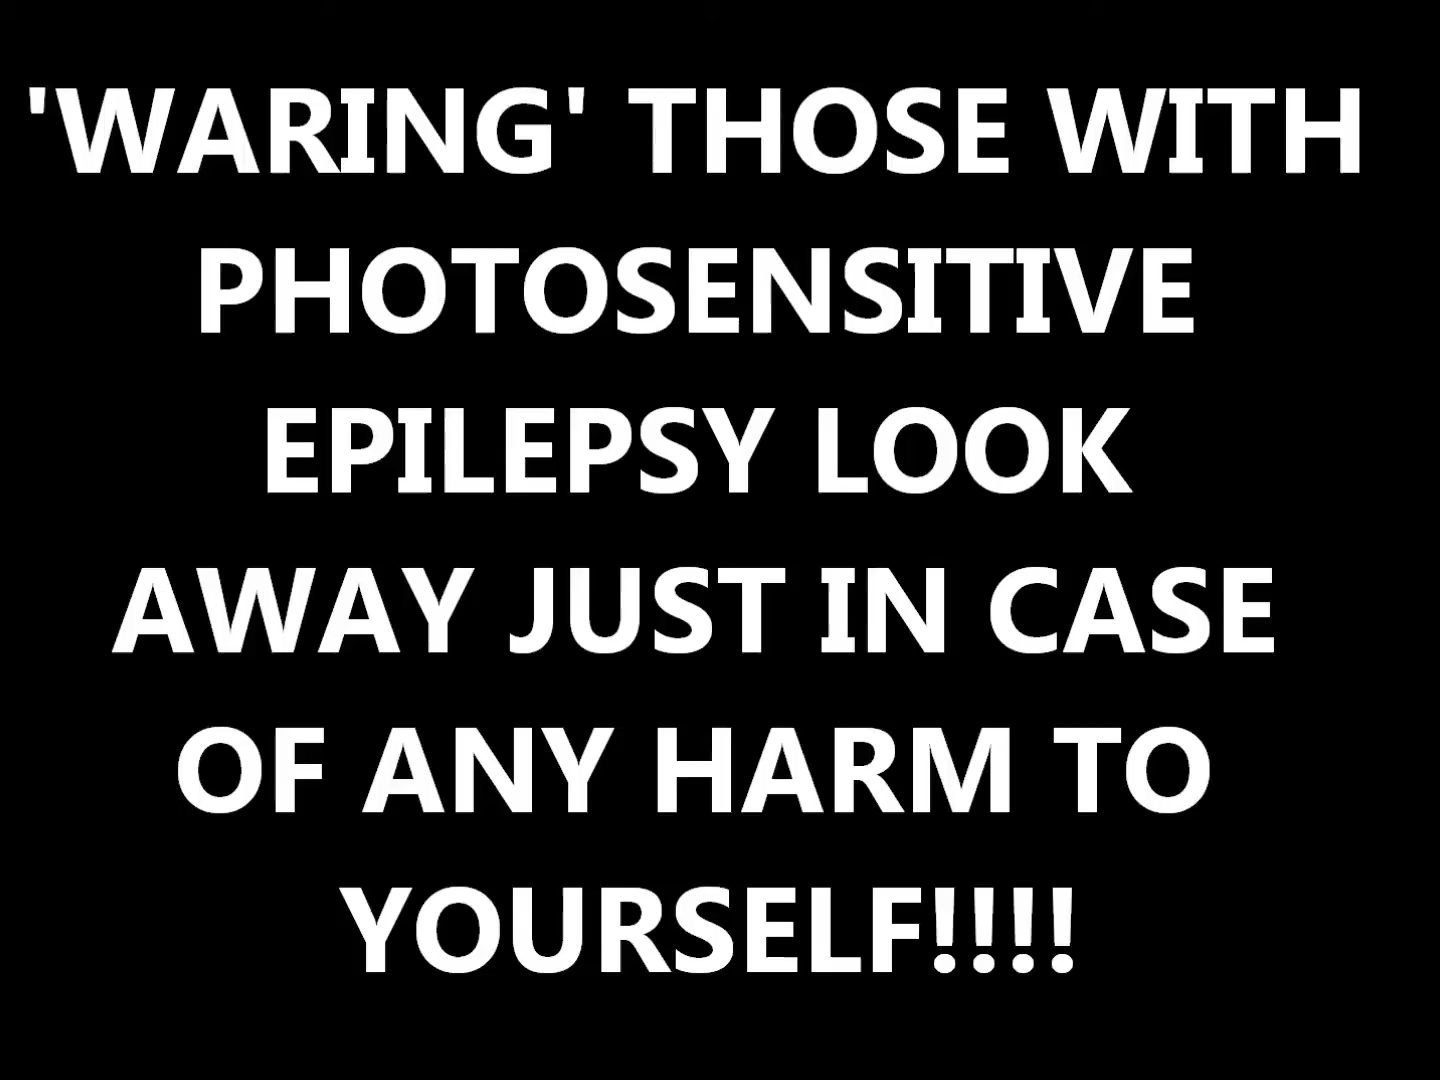 'WARING' THOSE WITH
PHOTOSENSITIVE
EPILEPSY LOOK
AWAY JUST IN CASE
OF ANY HARM TO
YOURSELF!!!!